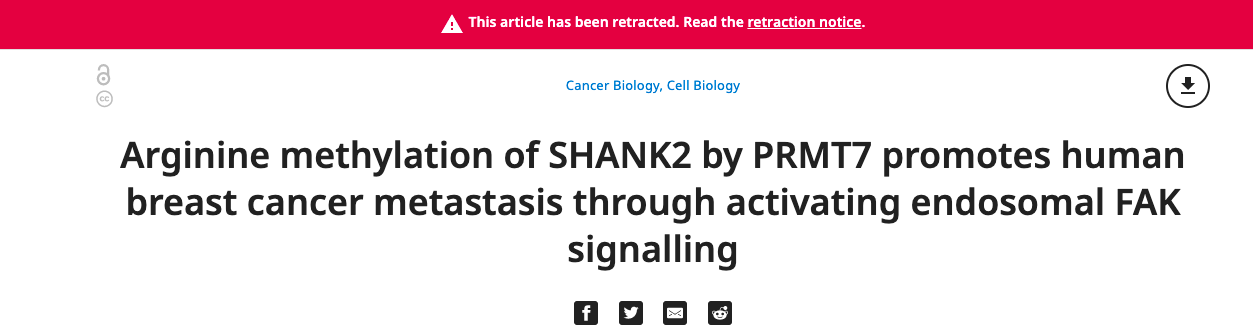 This article has been retracted. Read the retraction notice.
Cancer Biology, Cell Biology
Arginine methylation of SHANK2 by PRMT7 promotes human
breast cancer metastasis through activating endosomal FAK
signalling